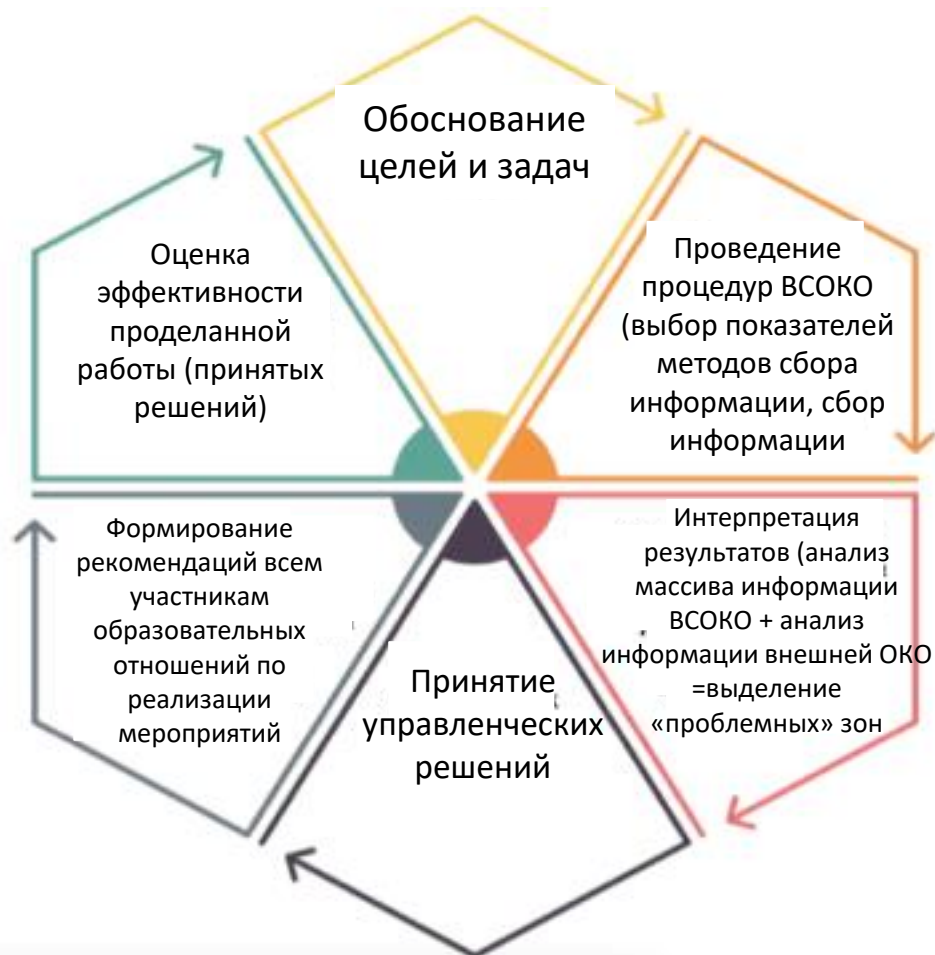 Обоснование
целей и задач
Проведение
процедур ВСОКО
(выбор показателей
методов сбора
информации, сбор
информации
Интерпретация
результатов (анализ
массива информации
ВСОКО + анализ
информации внешней ОКО
=выделение
«проблемных» зон
Принятие
управленческих
решений
Формирование
рекомендаций всем
участникам
образовательных
отношений по
реализации
мероприятий
Оценка
эффективности
проделанной
работы (принятых
решений)